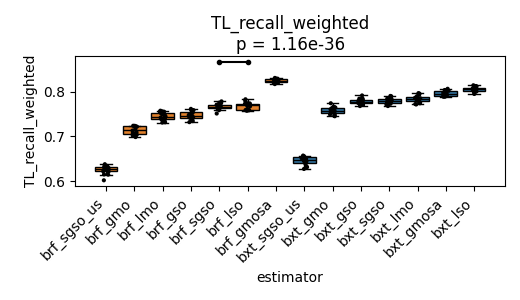 TL_recall_weighted
p = 1.16e-36
TL_recall_weighted
0.8
0.7
0.6
brf_sgso_us
brf_gmo
brf_lmo
brf_gso
brf_sgso
brf_lso
brf_gmosa
bxt_sgso_us
bxt_gmo
bxt_gso
bxt_sgso
bxt_lmo
bxt_gmosa
bxt_lso
estimator